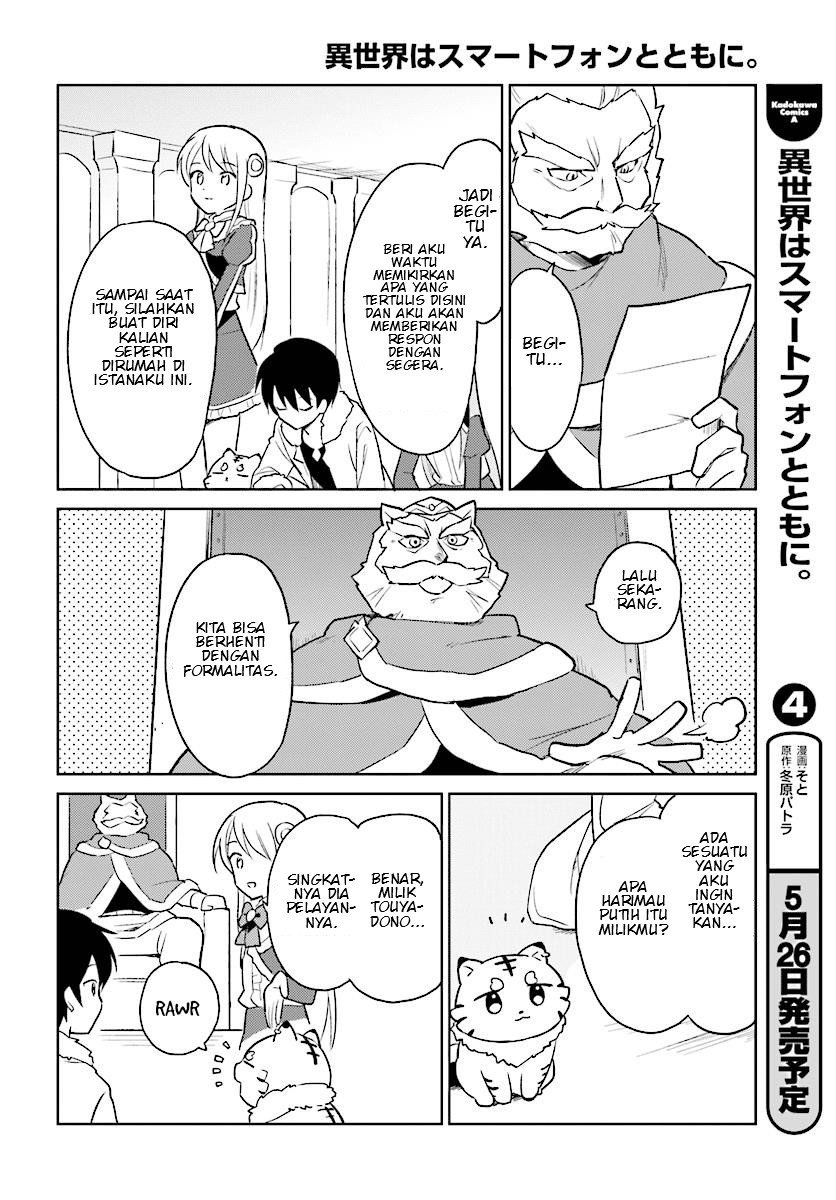 異世界はスマートフォンとともに。
Kadokawa
Comics
A
異世界はスマートフォンとともに。
4
漫画:そと
原作:冬原パトラ
5月26日発売予定
BEGI-
TU...
JADI
BEGI-
TU
YA.
BERI AKU
WAKTU
MEMIKIRKAN
APA YANG
TERTULIS DISINI
DAN AKU AKAN
MEMBERIKAN
RESPON
DENGAN
SEGERA.
SAMPAI SAAT
ITU, SILAHKAN
BUAT DIRI
KALIAN
SEPERTI
DIRUMAH DI
ISTANAKU INI.
LALU
SEKA-
RANG.
KITA BISA
BERHENTI
DENGAN
FORMALITAS.
ADA
SESUATU
YANG
AKU
INGIN
TANYA-
KAN...
APA
HARIMAU
PUTIH ITU
MILIKMU?
BENAR,
MILIK
TOUYA-
DONO...
SINGKAT-
NYA DIA
PELAYAN-
NYA.
RAWR